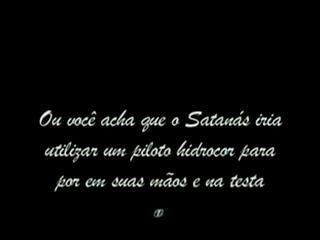 Ou você acha que o Satanás iria
utilizar um piloto hidrocor para
por em suas mãos e na testa